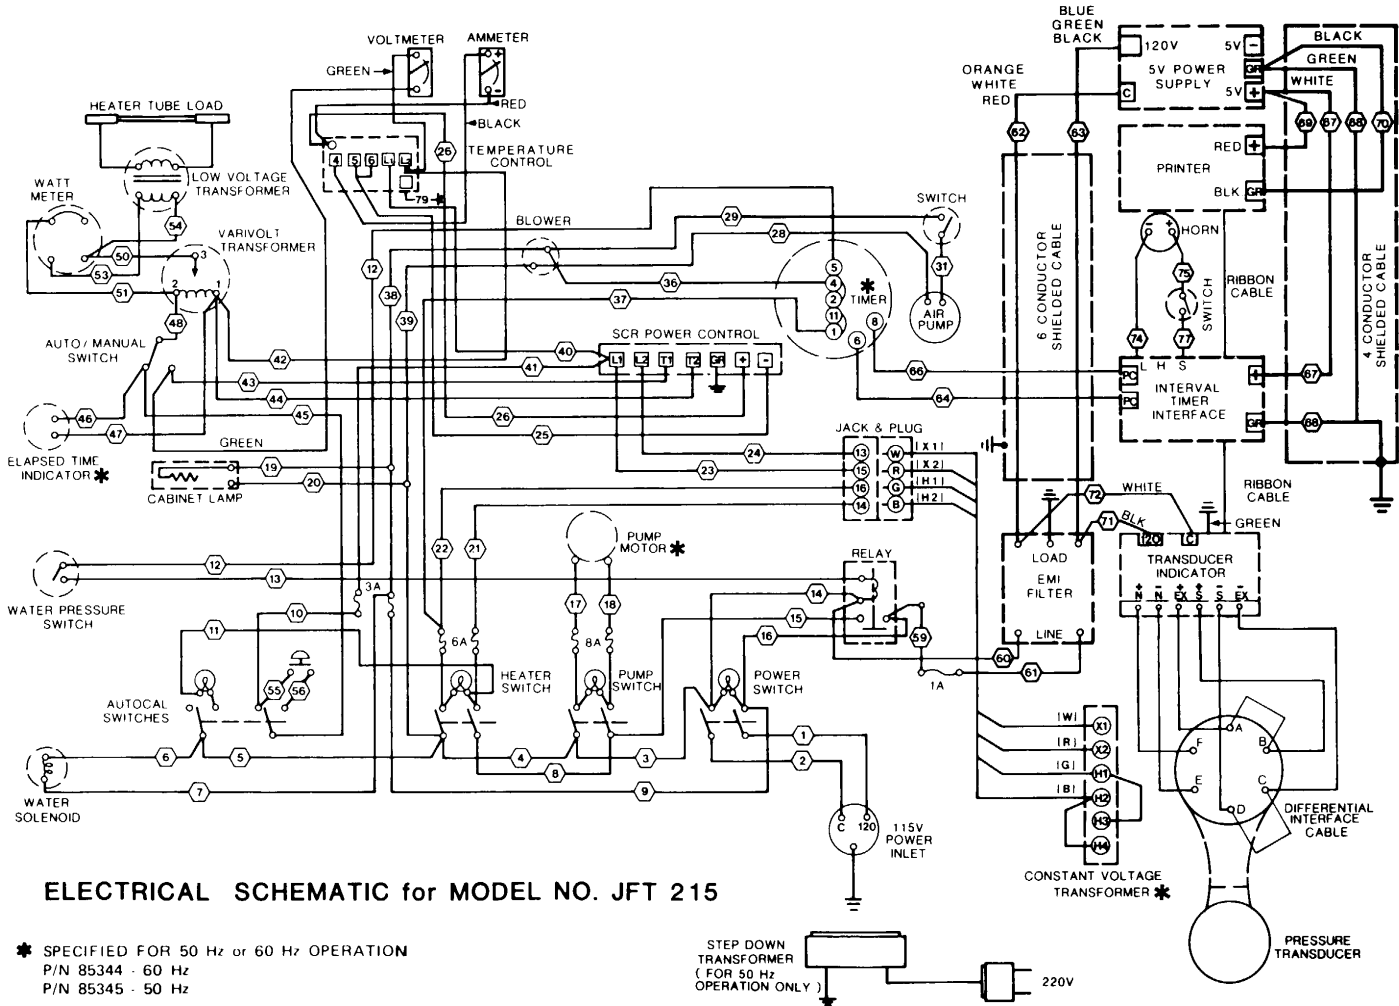 BLUE
GREEN
BLACK
120V
5V
−
5V POWER
SUPPLY
GR
C
5V
+
BLACK
GREEN
WHITE
ORANGE
WHITE
RED
62
63
69
67
68
70
PRINTER
RED
+
BLK
GR
VOLTMETER
AMMETER
GREEN
RED
BLACK
26
TEMPERATURE
CONTROL
4
5
6
L1
L2
79
HEATER TUBE LOAD
LOW VOLTAGE
TRANSFORMER
WATT
METER
54
VARIVOLT
TRANSFORMER
50
53
51
3
2
1
48
AUTO / MANUAL
SWITCH
42
43
44
45
46
47
GREEN
ELAPSED TIME
INDICATOR *
CABINET LAMP
19
20
BLOWER
12
38
39
37
36
29
28
SWITCH
31
AIR
PUMP
* TIMER
5
4
2
11
1
8
6
SCR POWER CONTROL
40
41
L1
L2
T1
T2
GR
+
−
26
25
24
23
66
64
6 CONDUCTOR
SHIELDED CABLE
4 CONDUCTOR
SHIELDED CABLE
− +
HORN
75
SWITCH
74
77
RIBBON
CABLE
L H S
PC
PC
INTERVAL
TIMER
INTERFACE
+
GR
67
68
JACK & PLUG
13
15
16
14
W
R
G
B
(X1)
(X2)
(H1)
(H2)
RIBBON
CABLE
72
WHITE
71
BLK
GREEN
120
C
TRANSDUCER
INDICATOR
+ − + + − −
N N EX S S EX
LOAD
EMI
FILTER
LINE
WATER PRESSURE
SWITCH
12
13
3A
10
11
22
21
PUMP
MOTOR *
17
18
6A
8A
RELAY
14
15
16
59
60
61
1A
AUTOCAL
SWITCHES
55
56
HEATER
SWITCH
PUMP
SWITCH
POWER
SWITCH
6
5
4
3
8
1
2
7
9
WATER
SOLENOID
C
120
115V
POWER
INLET
(W)
(R)
(G)
(B)
X1
X2
H1
H2
H3
H4
CONSTANT VOLTAGE
TRANSFORMER *
A
B
C
D
E
F
DIFFERENTIAL
INTERFACE
CABLE
PRESSURE
TRANSDUCER
ELECTRICAL SCHEMATIC for MODEL NO. JFT 215
* SPECIFIED FOR 50 Hz or 60 Hz OPERATION
P/N 85344 - 60 Hz
P/N 85345 - 50 Hz
STEP DOWN
TRANSFORMER
( FOR 50 Hz
OPERATION ONLY )
220V